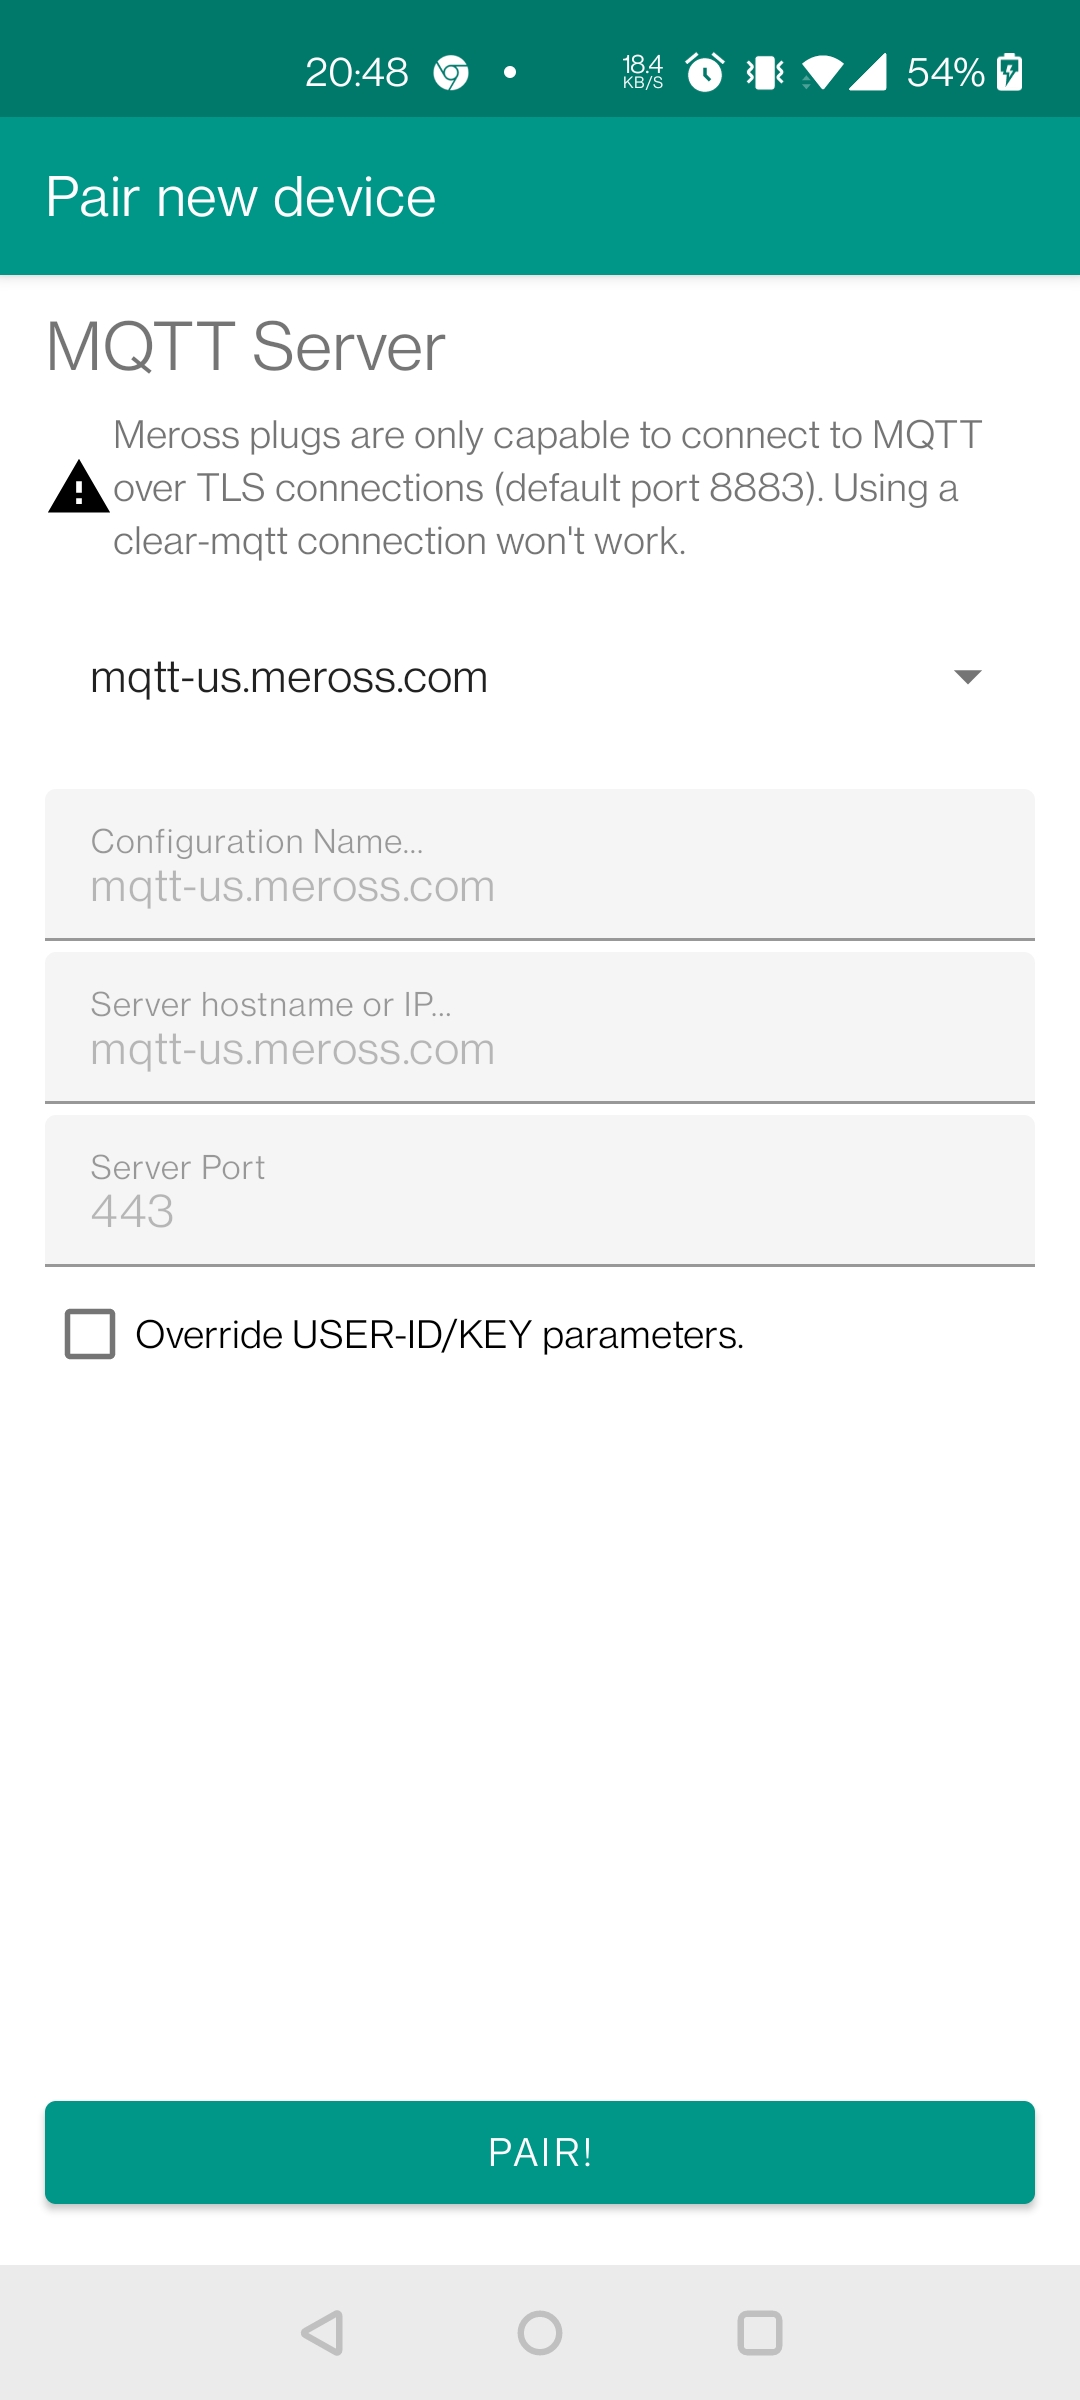 20:48
18.4
KB/S
54%
Pair new device
MQTT Server
Meross plugs are only capable to connect to MQTT
over TLS connections (default port 8883). Using a
clear-mqtt connection won't work.
mqtt-us.meross.com
Configuration Name...
mqtt-us.meross.com
Server hostname or IP...
mqtt-us.meross.com
Server Port
443
Override USER-ID/KEY parameters.
PAIR!